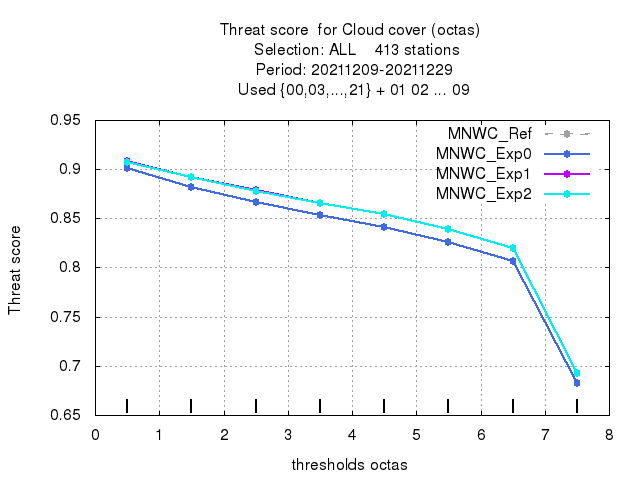 Threat score  for Cloud cover (octas)
Selection: ALL    413 stations
Period: 20211209-20211229
Used {00,03,...,21} + 01 02 ... 09
MNWC_Ref
MNWC_Exp0
MNWC_Exp1
MNWC_Exp2
0.95
0.9
0.85
0.8
0.75
0.7
0.65
Threat score
0 1 2 3 4 5 6 7 8
thresholds octas